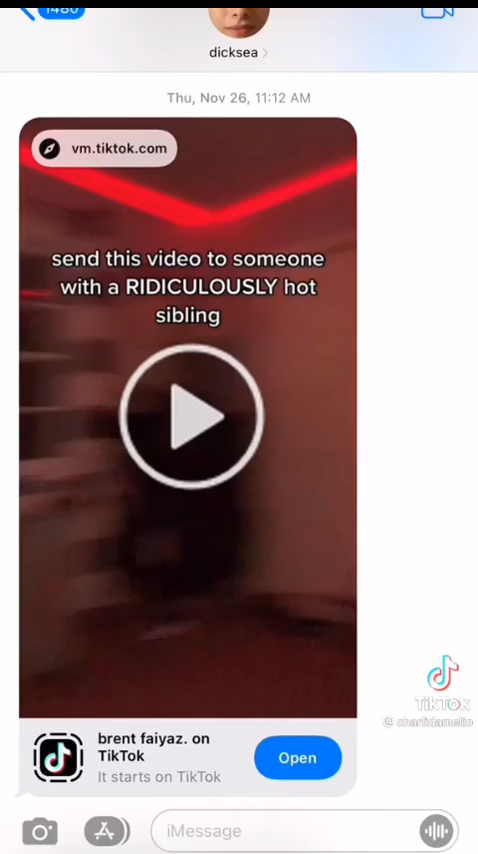 1480
dicksea
Thu, Nov 26, 11:12 AM
vm.tiktok.com
send this video to someone
with a RIDICULOUSLY hot
sibling
brent faiyaz. on
TikTok
It starts on TikTok
Open
TikTok
@ charlidamelio
iMessage